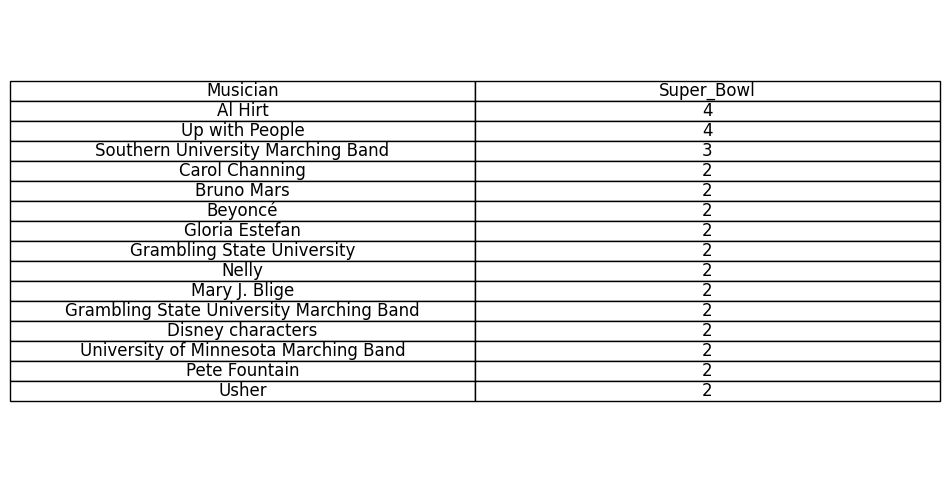 Musician Super_Bowl
Al Hirt 4
Up with People 4
Southern University Marching Band 3
Carol Channing 2
Bruno Mars 2
Beyoncé 2
Gloria Estefan 2
Grambling State University 2
Nelly 2
Mary J. Blige 2
Grambling State University Marching Band 2
Disney characters 2
University of Minnesota Marching Band 2
Pete Fountain 2
Usher 2